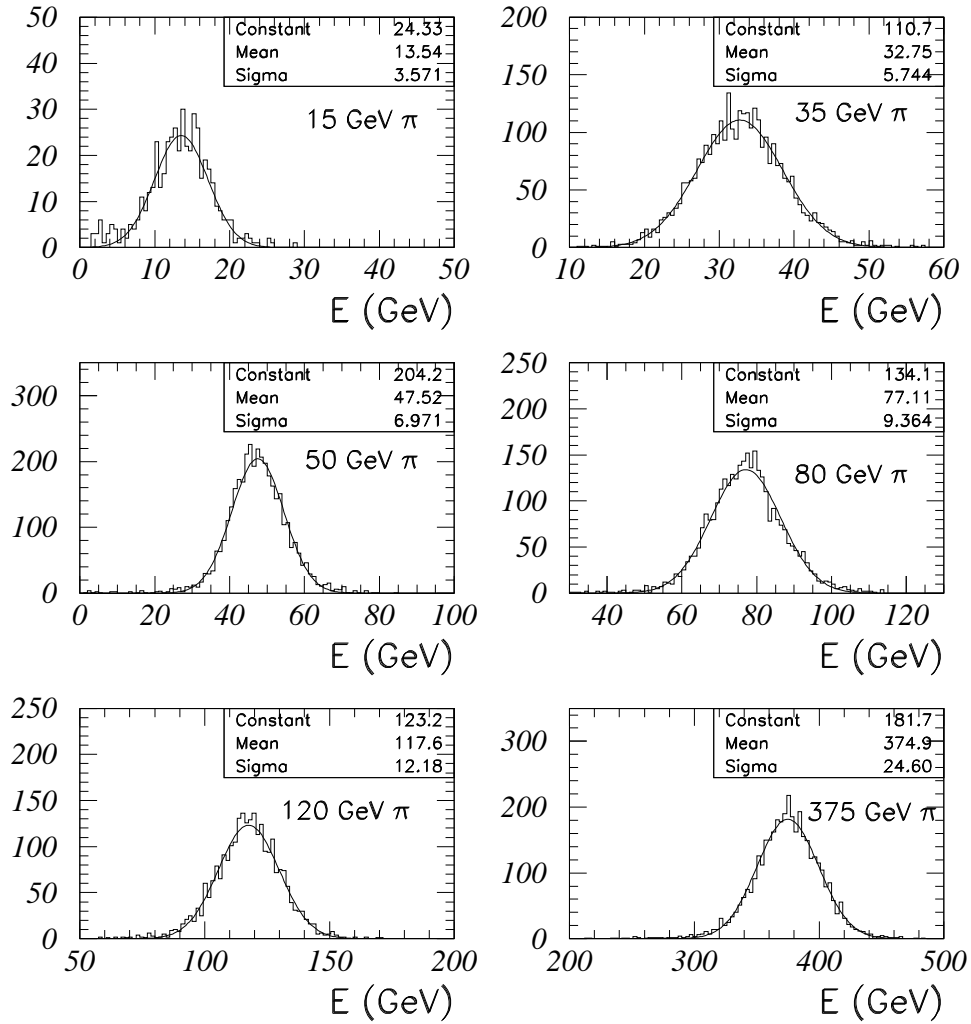 50
40
30
20
10
0
Constant 24.33
Mean 13.54
Sigma 3.571
15 GeV π
0 10 20 30 40 50
E (GeV)
200
150
100
50
0
Constant 110.7
Mean 32.75
Sigma 5.744
35 GeV π
10 20 30 40 50 60
E (GeV)
300
200
100
0
Constant 204.2
Mean 47.52
Sigma 6.971
50 GeV π
0 20 40 60 80 100
E (GeV)
250
200
150
100
50
0
Constant 134.1
Mean 77.11
Sigma 9.364
80 GeV π
40 60 80 100 120
E (GeV)
250
200
150
100
50
0
Constant 123.2
Mean 117.6
Sigma 12.18
120 GeV π
50 100 150 200
E (GeV)
300
200
100
0
Constant 181.7
Mean 374.9
Sigma 24.60
375 GeV π
200 300 400 500
E (GeV)